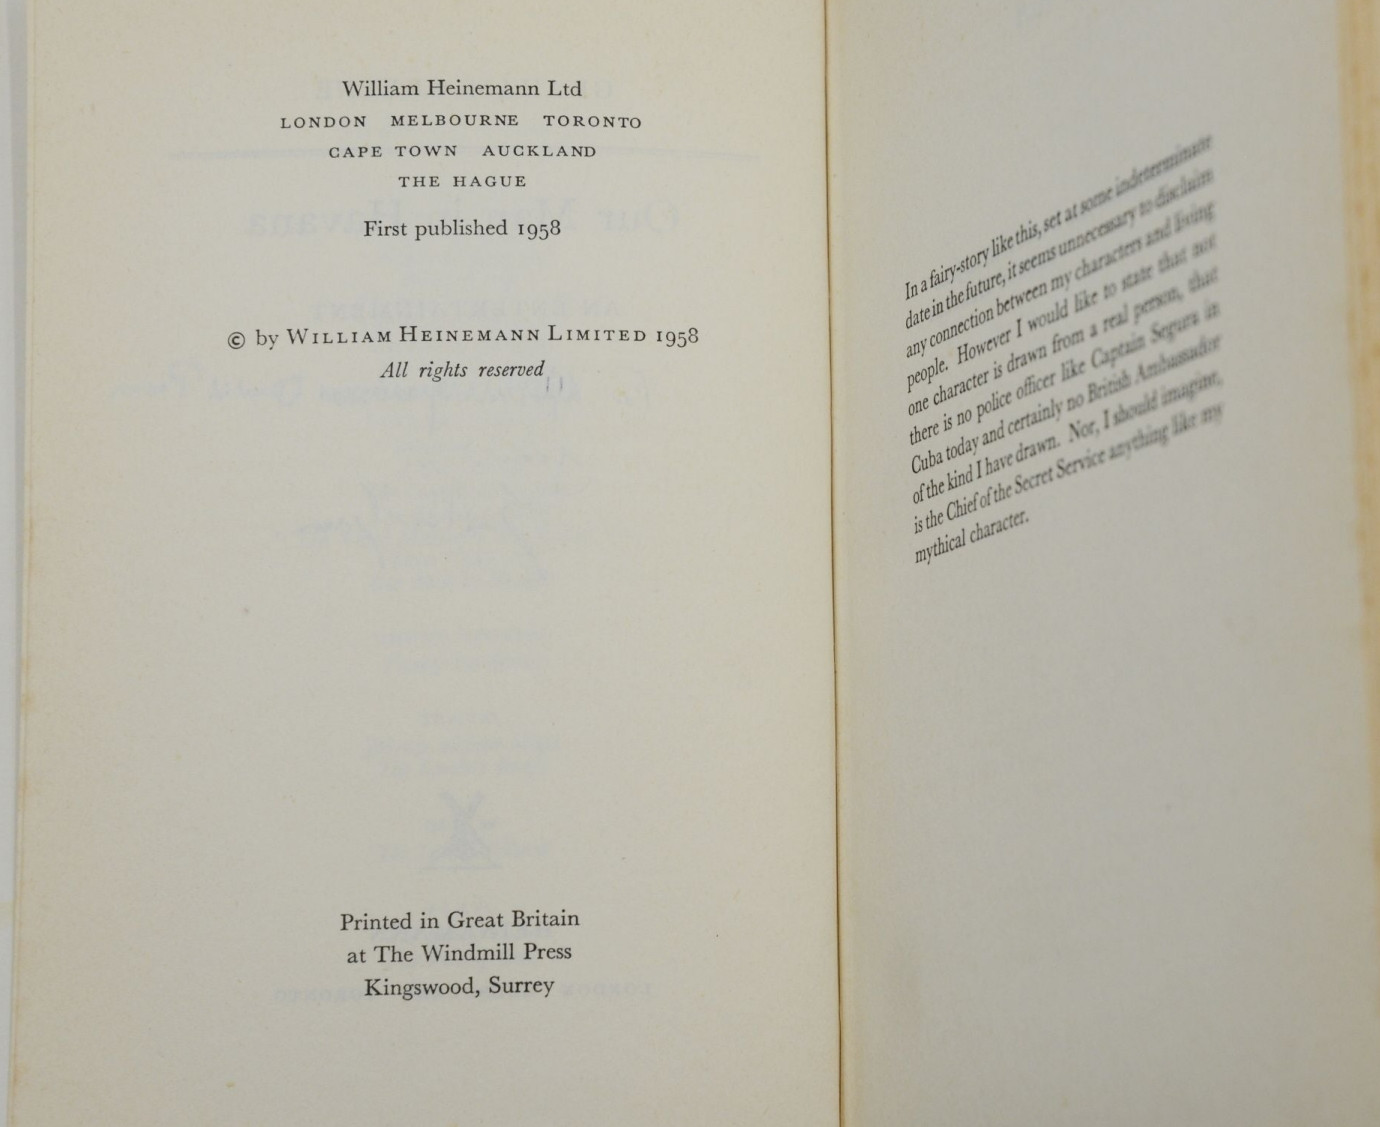 William Heinemann Ltd
LONDON MELBOURNE TORONTO
CAPE TOWN AUCKLAND
THE HAGUE
First published 1958
© by WILLIAM HEINEMANN LIMITED 1958
All rights reserved
Printed in Great Britain
at The Windmill Press
Kingswood, Surrey
In a fairy-story like this, set at some indeterminate
date in the future, it seems unnecessary to disclaim
any connection between my characters and living
people. However I would like to state that not
one character is drawn from a real person, that
there is no police officer like Captain Segura in
Cuba today and certainly no British Ambassador
of the kind I have drawn. Nor, I should imagine,
is the Chief of the Secret Service anything like my
mythical character.